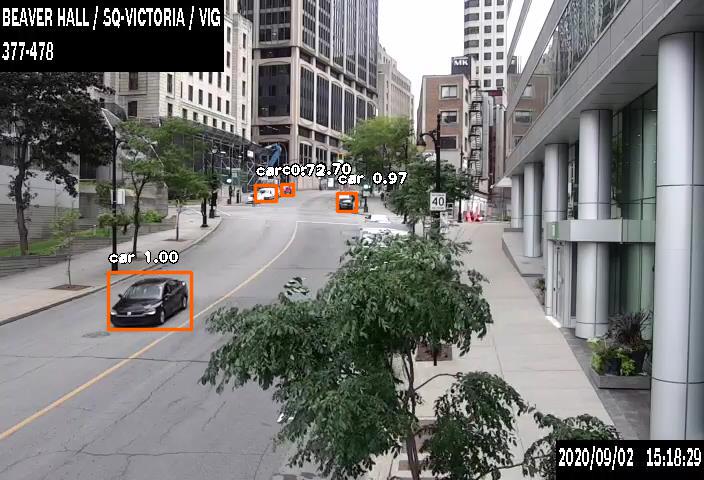 BEAVER HALL / SQ-VICTORIA / VIG
377-478
MK
car 0.97
40
car 1.00
2020/09/02 15:18:29